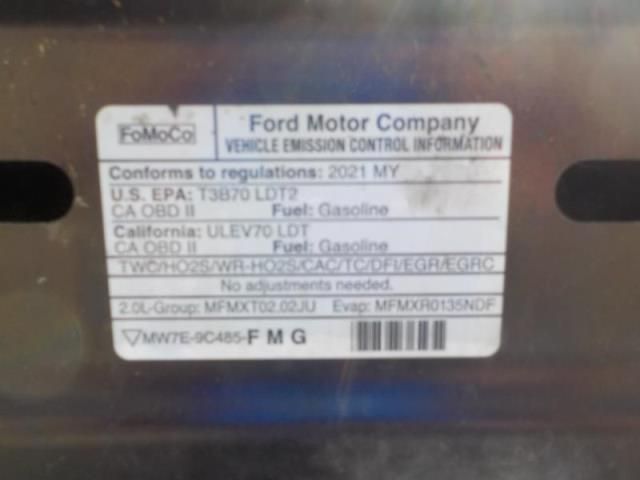 FoMoCo
Ford Motor Company
VEHICLE EMISSION CONTROL INFORMATION
Conforms to regulations: 2021 MY
U.S. EPA: T3B70 LDT2
CA OBD II Fuel: Gasoline
California: ULEV70 LDT
CA OBD II Fuel: Gasoline
TWC/HO2S/WR-HO2S/CAC/TC/DFI/EGR/EGRC
No adjustments needed.
2.0L-Group: MFMXT02.02JU Evap: MFMXR0135NDF
MW7E-9C485-F M G